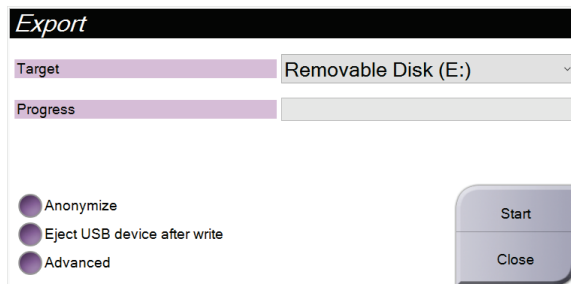 Export
Target
Removable Disk (E:)
Progress
Anonymize
Eject USB device after write
Advanced
Start
Close